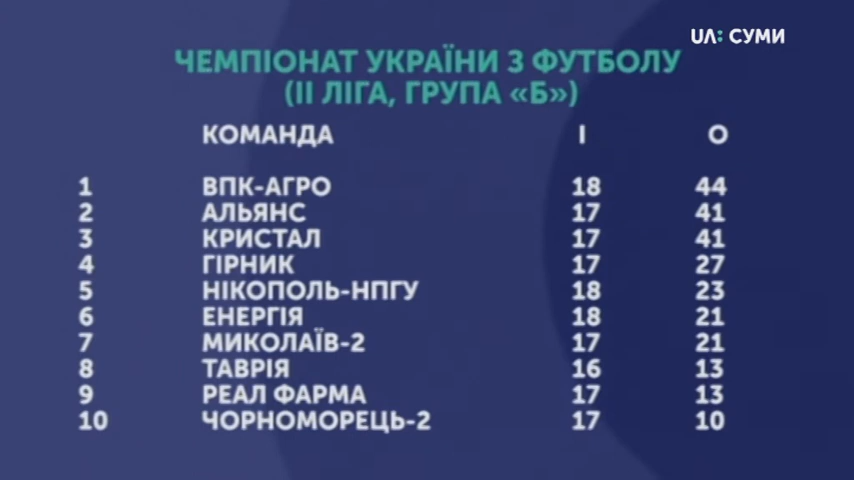 UA: СУМИ
ЧЕМПІОНАТ УКРАЇНИ З ФУТБОЛУ
(ІІ ЛІГА, ГРУПА «Б»)
КОМАНДА І О
1 ВПК-АГРО 18 44
2 АЛЬЯНС 17 41
3 КРИСТАЛ 17 41
4 ГІРНИК 17 27
5 НІКОПОЛЬ-НПГУ 18 23
6 ЕНЕРГІЯ 18 21
7 МИКОЛАЇВ-2 17 21
8 ТАВРІЯ 16 13
9 РЕАЛ ФАРМА 17 13
10 ЧОРНОМОРЕЦЬ-2 17 10